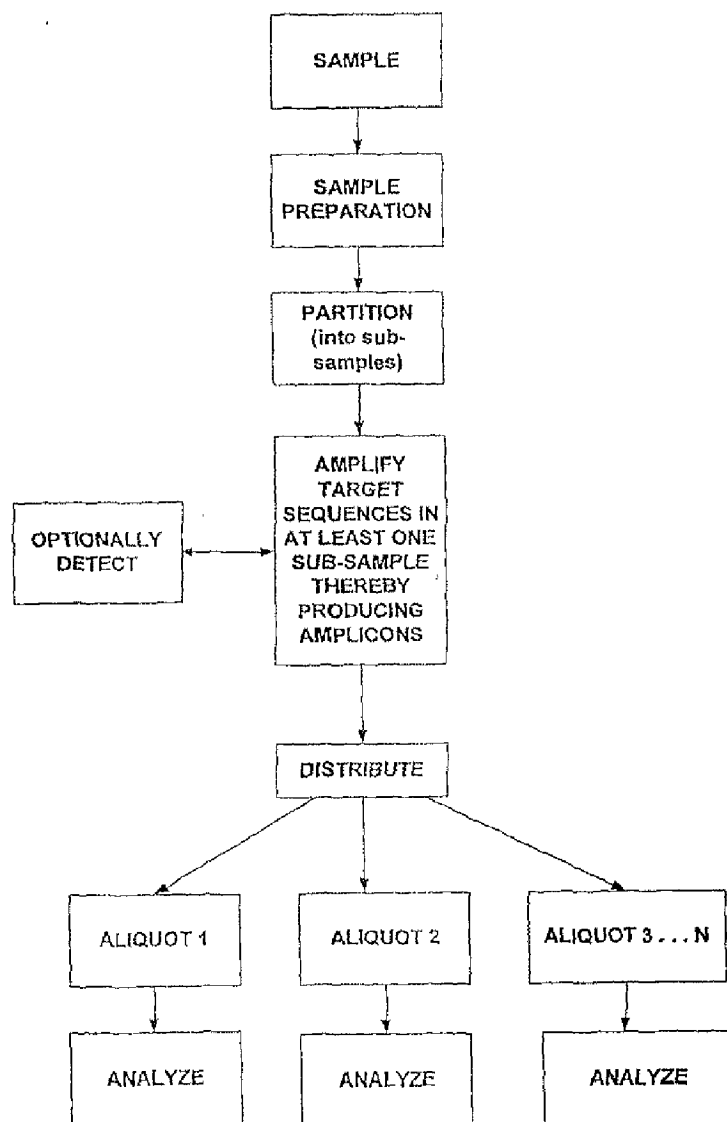 SAMPLE
SAMPLE
PREPARATION
PARTITION
(into sub-
samples)
AMPLIFY
TARGET
SEQUENCES IN
AT LEAST ONE
SUB-SAMPLE
THEREBY
PRODUCING
AMPLICONS
OPTIONALLY
DETECT
DISTRIBUTE
ALIQUOT 1
ALIQUOT 2
ALIQUOT 3 . . . N
ANALYZE
ANALYZE
ANALYZE